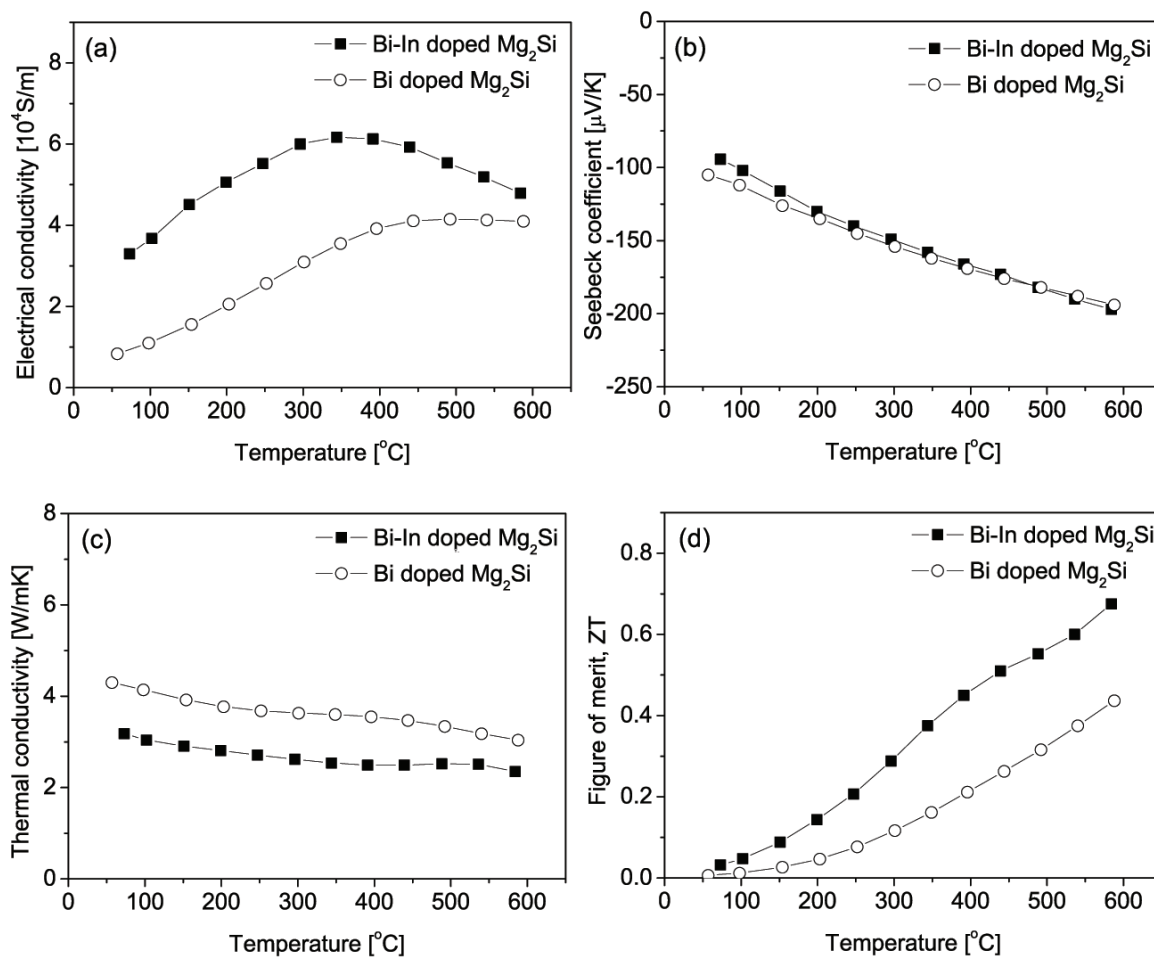 (a)
Bi-In doped Mg₂Si
Bi doped Mg₂Si
Electrical conductivity [10⁴S/m]
8
6
4
2
0
0 100 200 300 400 500 600
Temperature [°C]
(b)
Bi-In doped Mg₂Si
Bi doped Mg₂Si
Seebeck coefficient [μV/K]
0
-50
-100
-150
-200
-250
0 100 200 300 400 500 600
Temperature [°C]
(c)
Bi-In doped Mg₂Si
Bi doped Mg₂Si
Thermal conductivity [W/mK]
8
6
4
2
0
0 100 200 300 400 500 600
Temperature [°C]
(d)
Bi-In doped Mg₂Si
Bi doped Mg₂Si
Figure of merit, ZT
0.8
0.6
0.4
0.2
0.0
0 100 200 300 400 500 600
Temperature [°C]